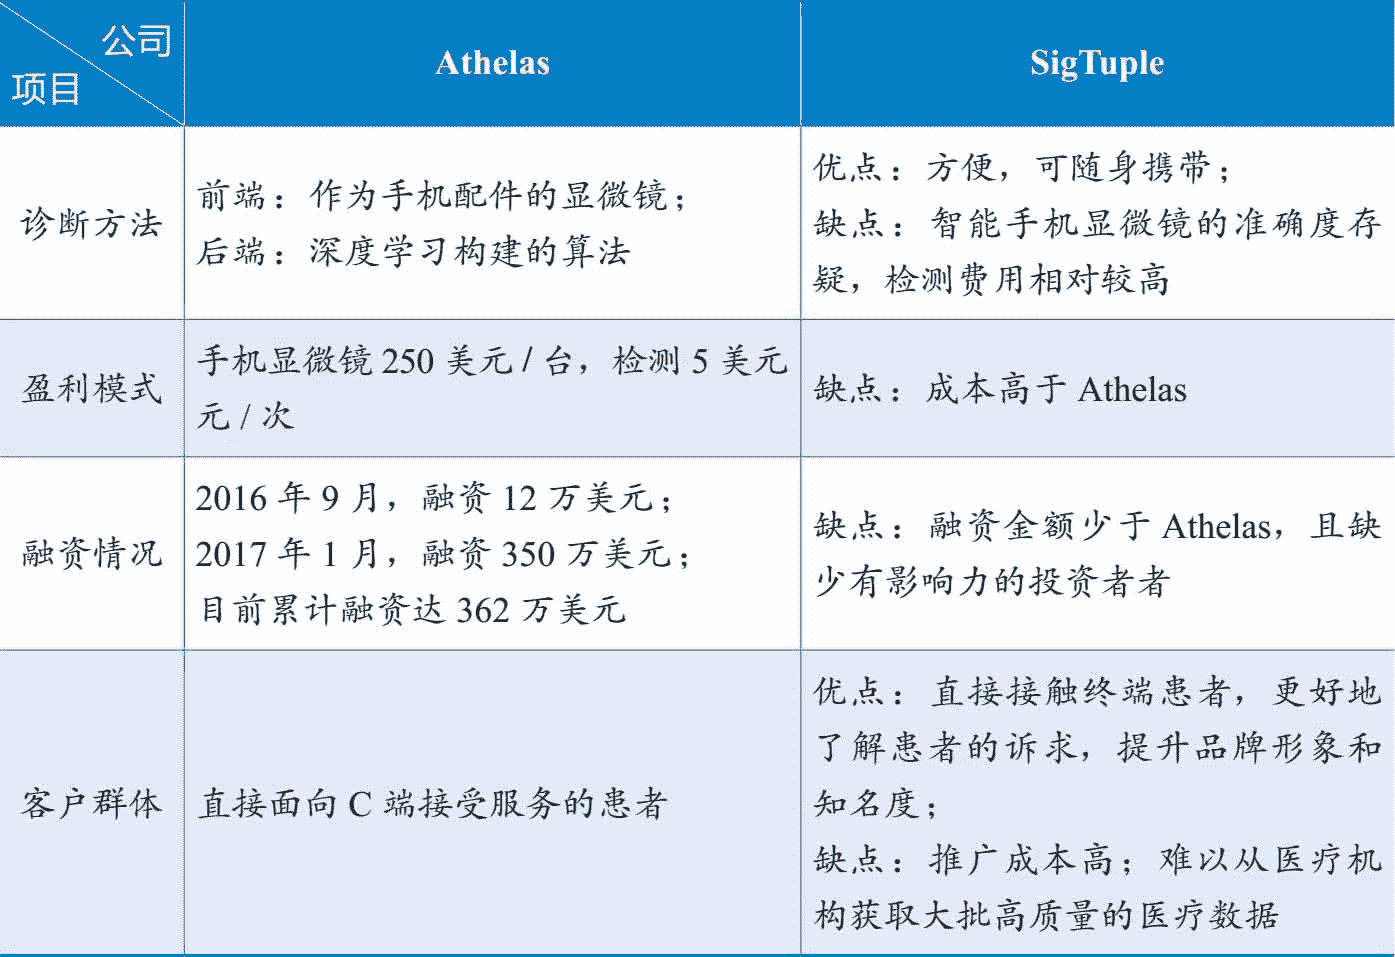 公司
项目
Athelas
SigTuple
诊断方法
前端：作为手机配件的显微镜；
后端：深度学习构建的算法
优点：方便，可随身携带；
缺点：智能手机显微镜的准确度存
疑，检测费用相对较高
盈利模式
手机显微镜 250 美元 / 台，检测 5 美元
元 / 次
缺点：成本高于 Athelas
融资情况
2016 年 9 月，融资 12 万美元；
2017 年 1 月，融资 350 万美元；
目前累计融资达 362 万美元
缺点：融资金额少于 Athelas，且缺
少有影响力的投资者者
客户群体
直接面向 C 端接受服务的患者
优点：直接接触终端患者，更好地
了解患者的诉求，提升品牌形象和
知名度；
缺点：推广成本高；难以从医疗机
构获取大批高质量的医疗数据